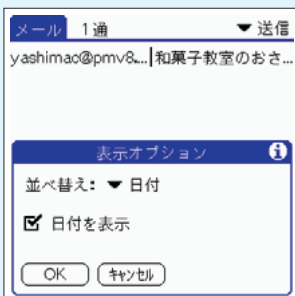 メール 1通 ▼送信
yashimao@pmv8.... 和菓子教室のおさ...
表示オプション
並べ替え: ▼ 日付
日付を表示
OK キャンセル